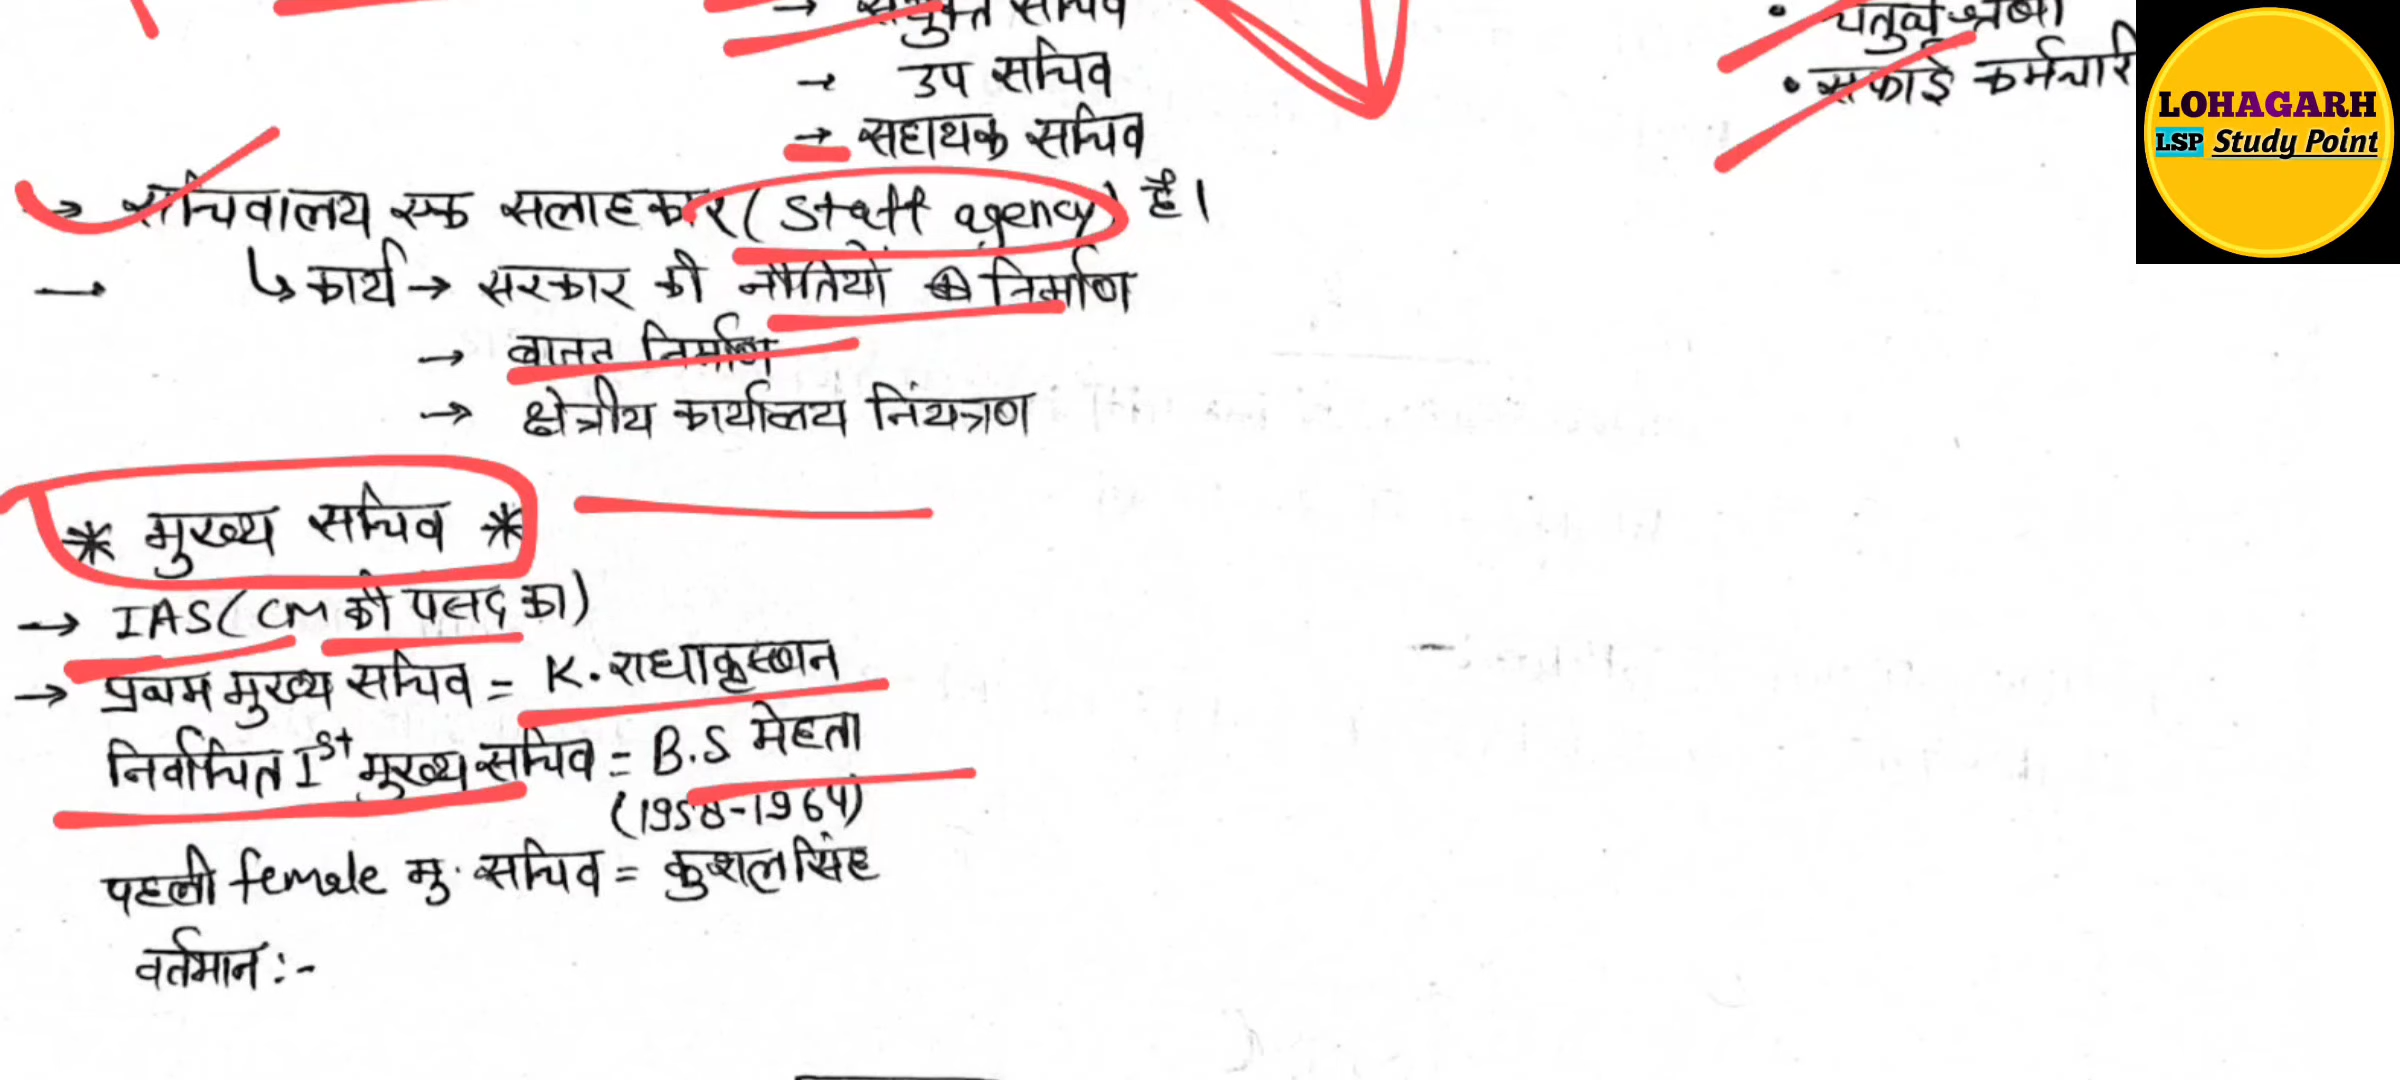 → संयुक्त सचिव
→ उप सचिव
→ सहायक सचिव
• चतुर्थ श्रेणी
• सफाई कर्मचारी
LOHAGARH
LSP Study Point
→ सचिवालय एक सलाहकार (Staff agency) है।
→ ↳ कार्य → सरकार की नीतियों का निर्माण
→ कानून निर्माण
→ क्षेत्रीय कार्यालय नियंत्रण
* मुख्य सचिव *
→ IAS (CM की पसंद का)
→ प्रथम मुख्य सचिव = K. राधाकृष्णन
निर्वाचित Ist मुख्य सचिव = B.S मेहता
(1958-1964)
पहली female मु. सचिव = कुशल सिंह
वर्तमान :-